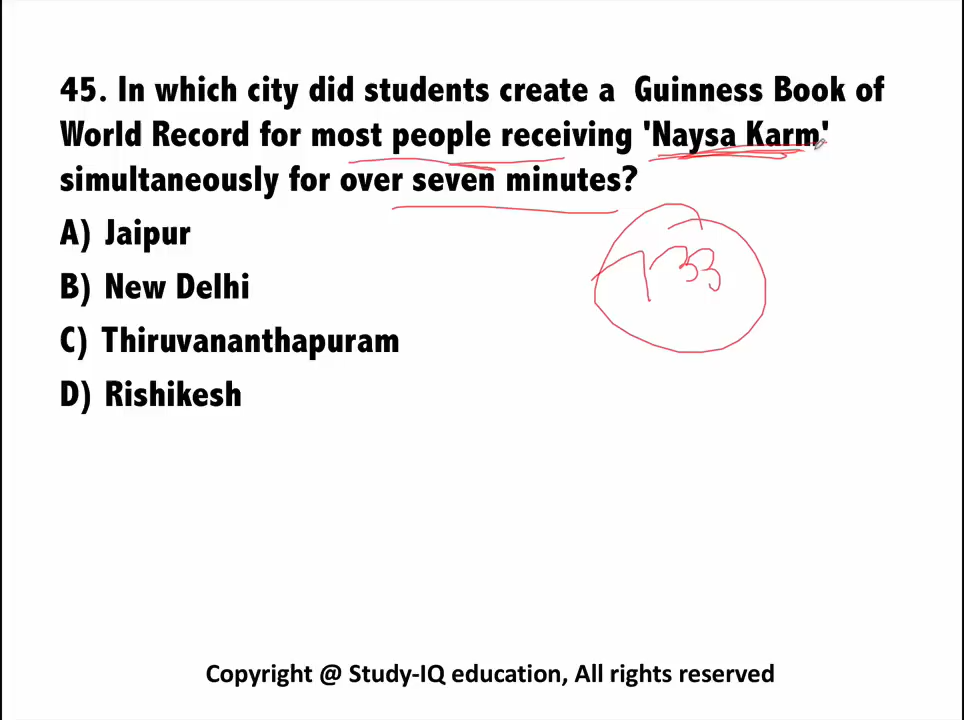 45. In which city did students create a  Guinness Book of
World Record for most people receiving 'Naysa Karm'
simultaneously for over seven minutes?
A) Jaipur
B) New Delhi
C) Thiruvananthapuram
D) Rishikesh
733
Copyright @ Study-IQ education, All rights reserved